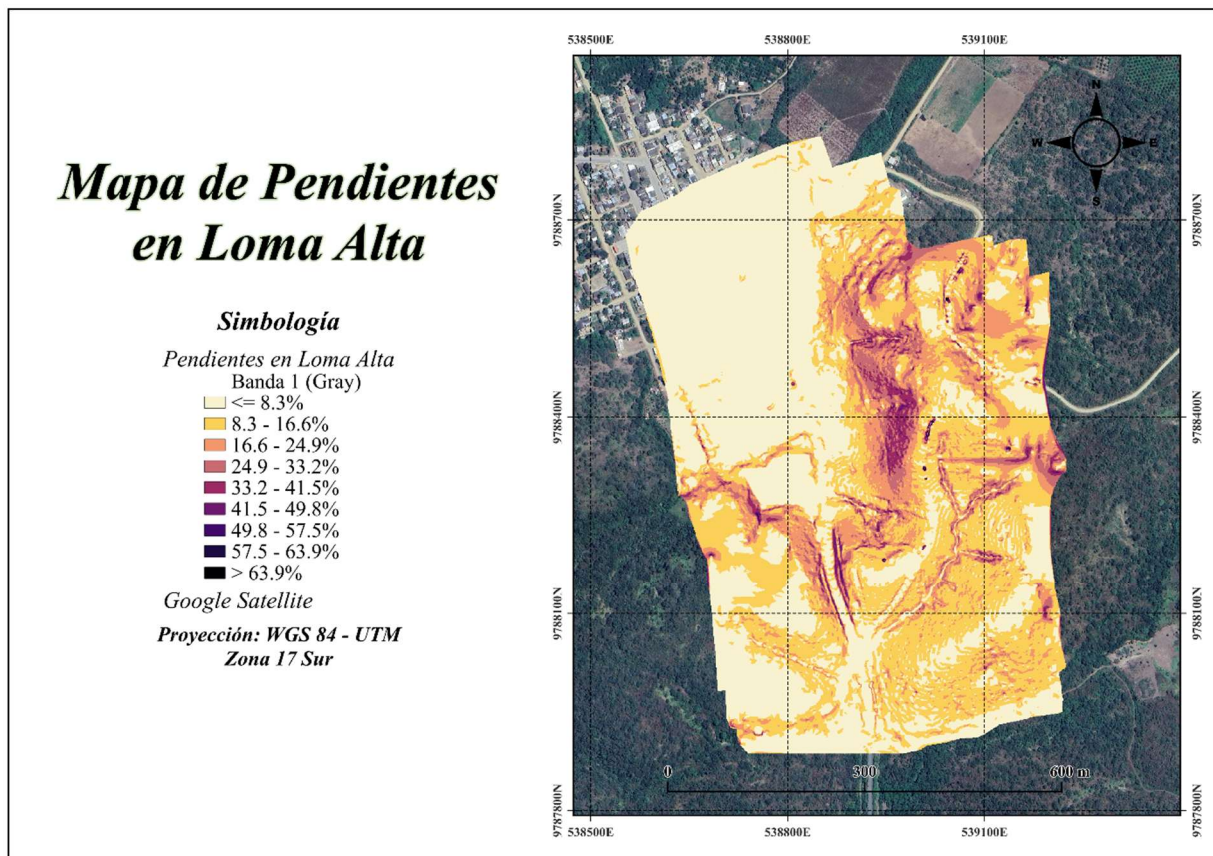 Mapa de Pendientes
en Loma Alta
Simbología
Pendientes en Loma Alta
Banda 1 (Gray)
<= 8.3%
8.3 - 16.6%
16.6 - 24.9%
24.9 - 33.2%
33.2 - 41.5%
41.5 - 49.8%
49.8 - 57.5%
57.5 - 63.9%
> 63.9%
Google Satellite
Proyección: WGS 84 - UTM
Zona 17 Sur
538500E 538800E 539100E
N
W E
S
9788700N 9788700N
9788400N 9788400N
9788100N 9788100N
9787800N 9787800N
0 300 600 m
538500E 538800E 539100E